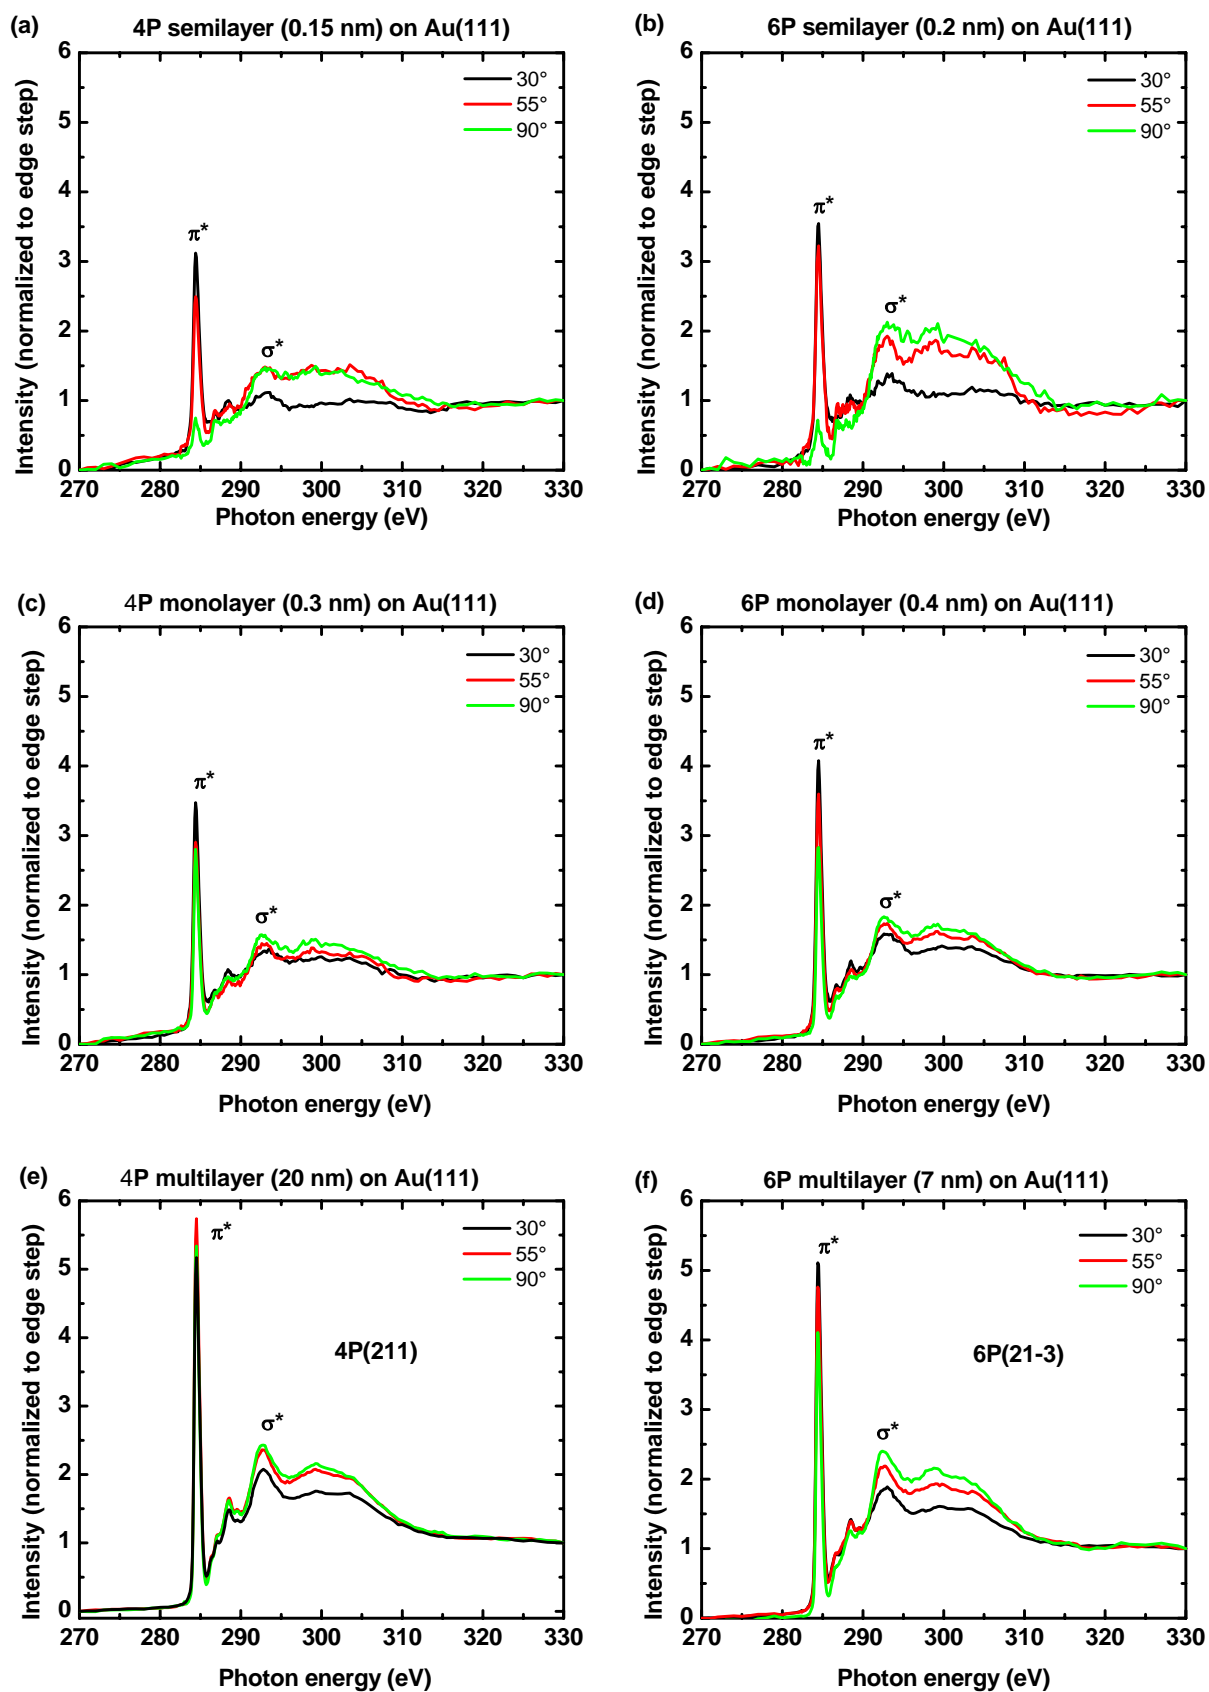 (a) 4P semilayer (0.15 nm) on Au(111)
Intensity (normalized to edge step)
6
5
4
3
2
1
0
30°
55°
90°
π*
σ*
270 280 290 300 310 320 330
Photon energy (eV)
(b) 6P semilayer (0.2 nm) on Au(111)
Intensity (normalized to edge step)
6
5
4
3
2
1
0
30°
55°
90°
π*
σ*
270 280 290 300 310 320 330
Photon energy (eV)
(c) 4P monolayer (0.3 nm) on Au(111)
Intensity (normalized to edge step)
6
5
4
3
2
1
0
30°
55°
90°
π*
σ*
270 280 290 300 310 320 330
Photon energy (eV)
(d) 6P monolayer (0.4 nm) on Au(111)
Intensity (normalized to edge step)
6
5
4
3
2
1
0
30°
55°
90°
π*
σ*
270 280 290 300 310 320 330
Photon energy (eV)
(e) 4P multilayer (20 nm) on Au(111)
Intensity (normalized to edge step)
6
5
4
3
2
1
0
30°
55°
90°
π*
4P(211)
σ*
270 280 290 300 310 320 330
Photon energy (eV)
(f) 6P multilayer (7 nm) on Au(111)
Intensity (normalized to edge step)
6
5
4
3
2
1
0
30°
55°
90°
π*
6P(21-3)
σ*
270 280 290 300 310 320 330
Photon energy (eV)